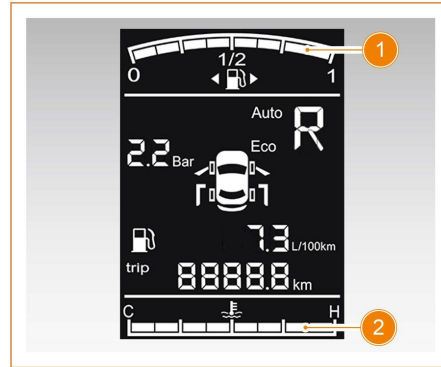 1
0 1/2 1
Auto R
2.2 Bar Eco
7.3 L/100km
trip 8888.8 km
C H
2